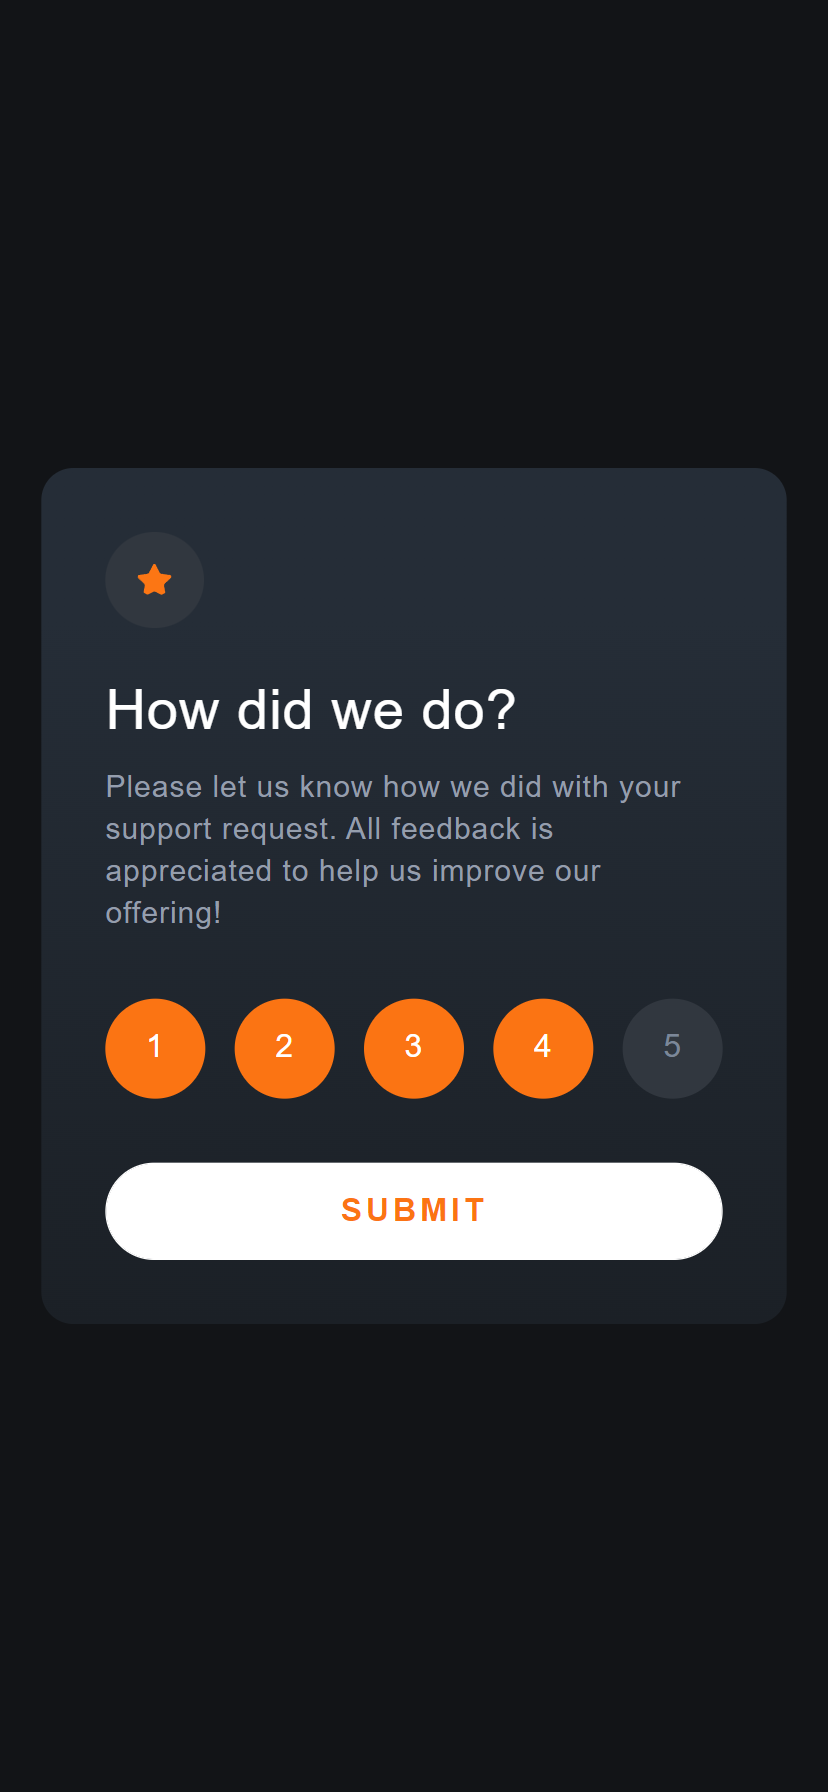 How did we do?
Please let us know how we did with your
support request. All feedback is
appreciated to help us improve our
offering!
1 2 3 4 5
SUBMIT